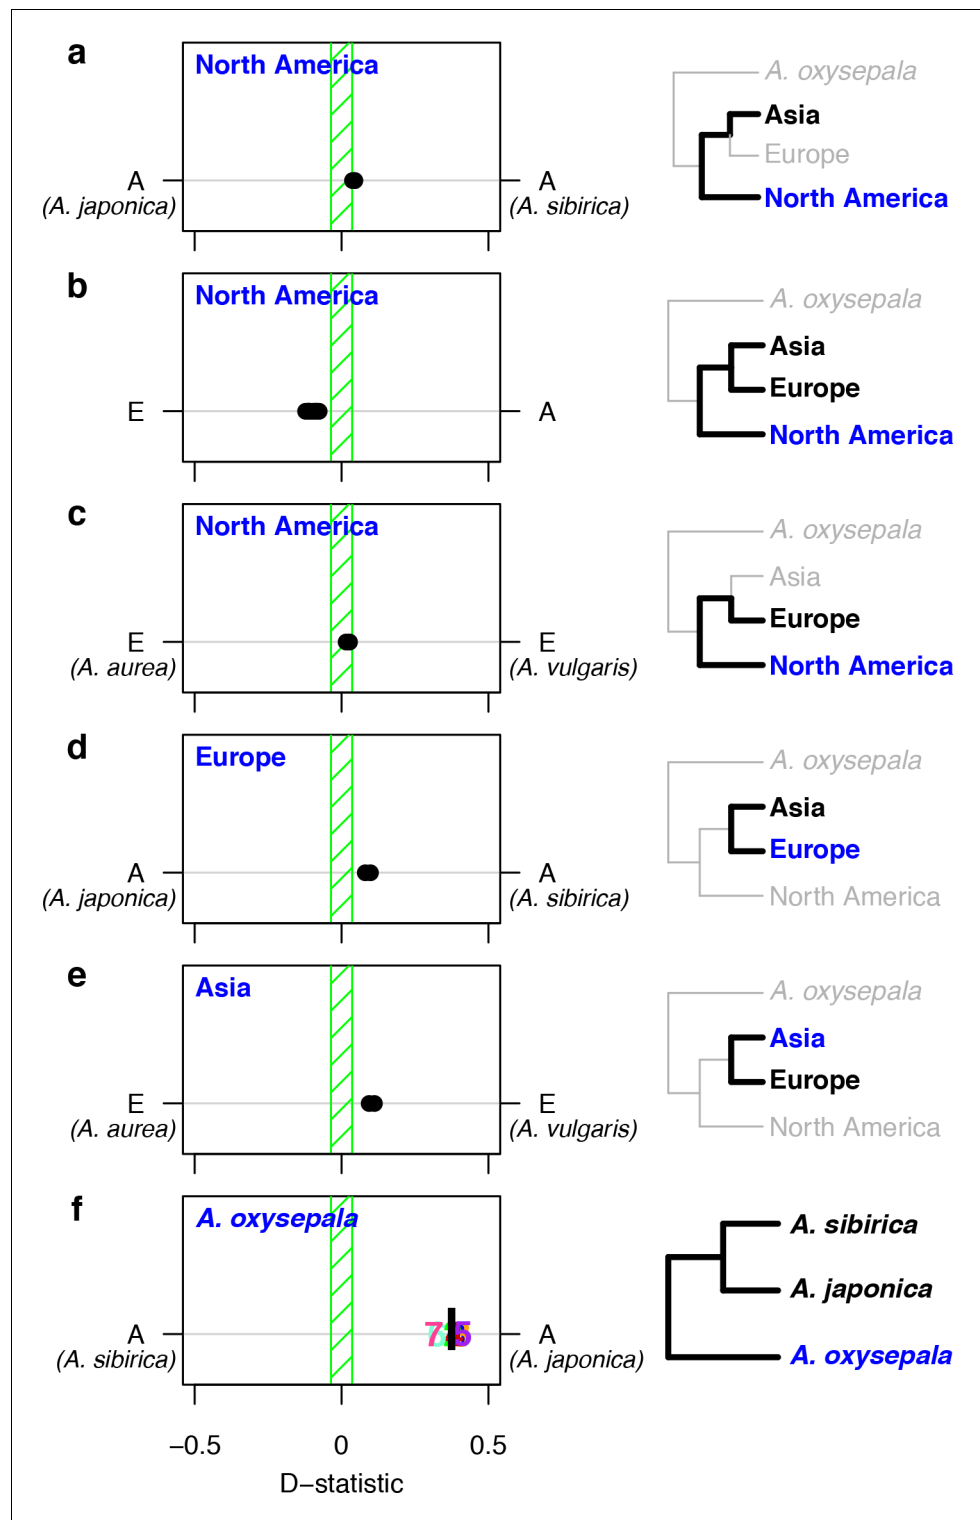 a
North America
A
(A. japonica)
A
(A. sibirica)
A. oxysepala
Asia
Europe
North America
b
North America
E
A
A. oxysepala
Asia
Europe
North America
c
North America
E
(A. aurea)
E
(A. vulgaris)
A. oxysepala
Asia
Europe
North America
d
Europe
A
(A. japonica)
A
(A. sibirica)
A. oxysepala
Asia
Europe
North America
e
Asia
E
(A. aurea)
E
(A. vulgaris)
A. oxysepala
Asia
Europe
North America
f
A. oxysepala
A
(A. sibirica)
7
5
A
(A. japonica)
A. sibirica
A. japonica
A. oxysepala
−0.5
0
0.5
D−statistic